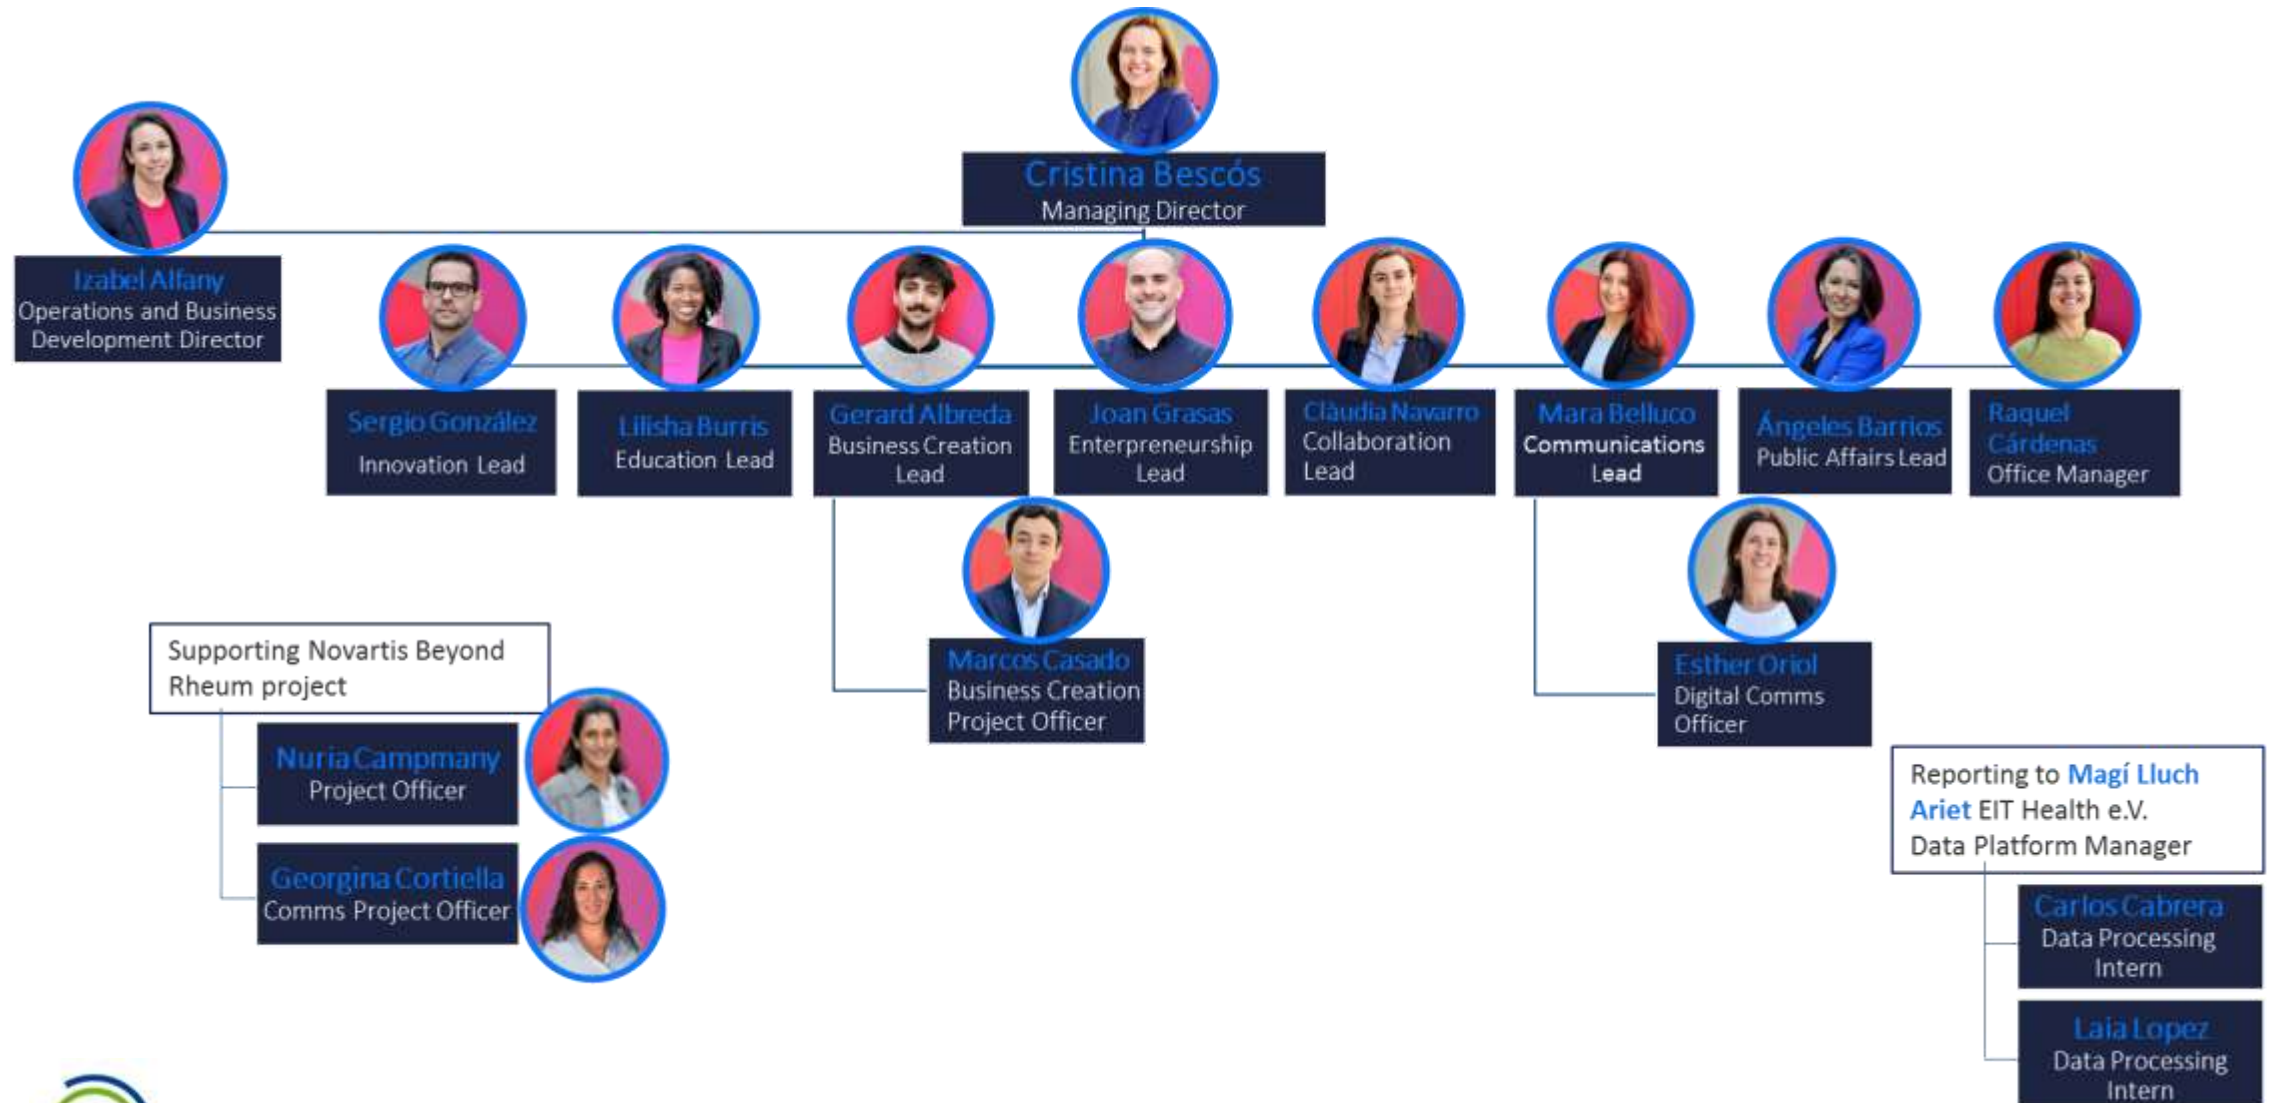 Cristina Bescós
Managing Director
Izabel Alfany
Operations and Business
Development Director
Sergio González
Innovation Lead
Lilisha Burris
Education Lead
Gerard Albreda
Business Creation
Lead
Joan Grasas
Enterpreneurship
Lead
Clàudia Navarro
Collaboration
Lead
Mara Belluco
Communications
Lead
Ángeles Barrios
Public Affairs Lead
Raquel
Cárdenas
Office Manager
Marcos Casado
Business Creation
Project Officer
Esther Oriol
Digital Comms
Officer
Supporting Novartis Beyond
Rheum project
Nuria Campmany
Project Officer
Georgina Cortiella
Comms Project Officer
Reporting to Magí Lluch
Ariet EIT Health e.V.
Data Platform Manager
Carlos Cabrera
Data Processing
Intern
Laia Lopez
Data Processing
Intern